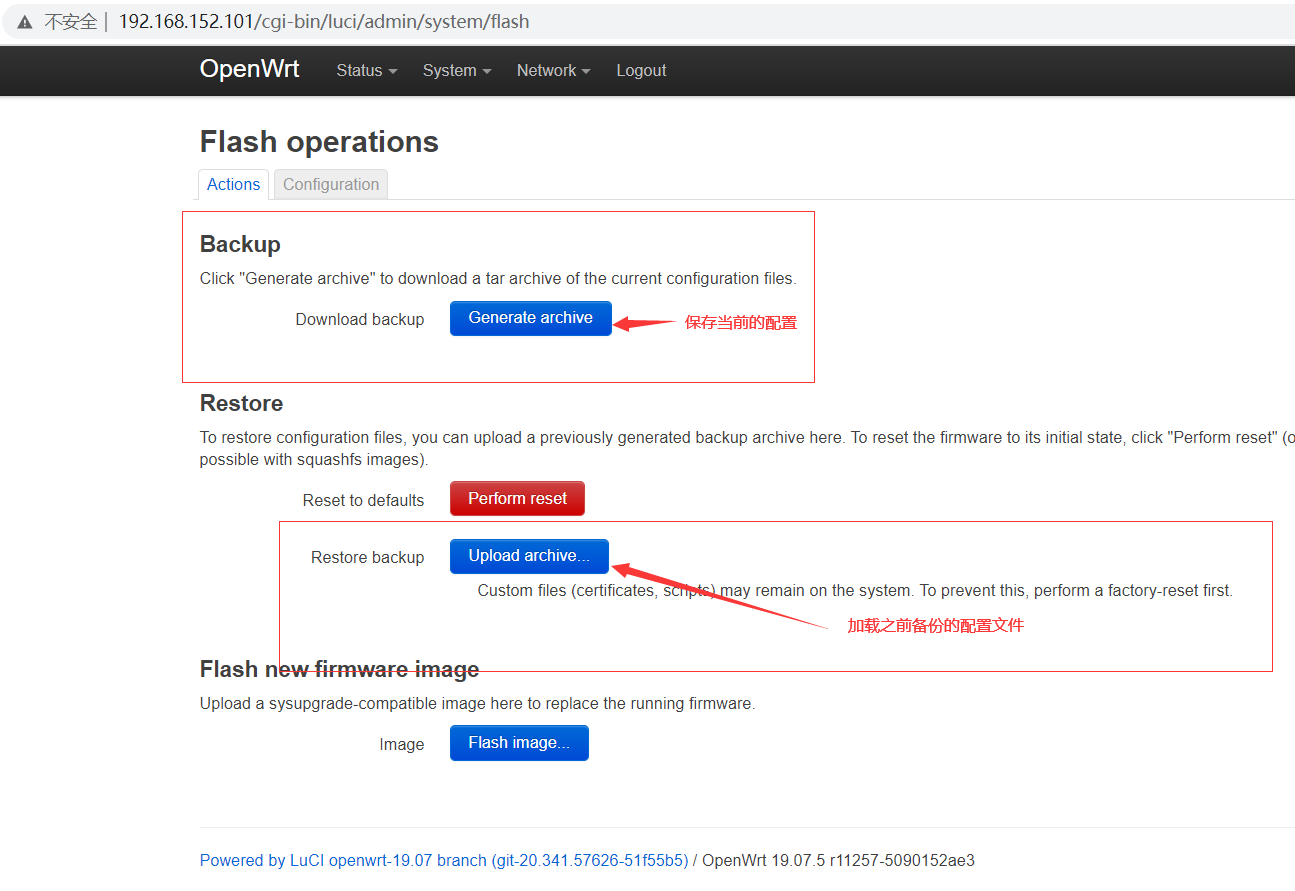 不安全 | 192.168.152.101/cgi-bin/luci/admin/system/flash
OpenWrt Status System Network Logout
Flash operations
Actions Configuration
Backup
Click "Generate archive" to download a tar archive of the current configuration files.
Download backup Generate archive 保存当前的配置
Restore
To restore configuration files, you can upload a previously generated backup archive here. To reset the firmware to its initial state, click "Perform reset" (o
possible with squashfs images).
Reset to defaults Perform reset
Restore backup Upload archive...
Custom files (certificates, scripts) may remain on the system. To prevent this, perform a factory-reset first.
加载之前备份的配置文件
Flash new firmware image
Upload a sysupgrade-compatible image here to replace the running firmware.
Image Flash image...
Powered by LuCI openwrt-19.07 branch (git-20.341.57626-51f55b5) / OpenWrt 19.07.5 r11257-5090152ae3